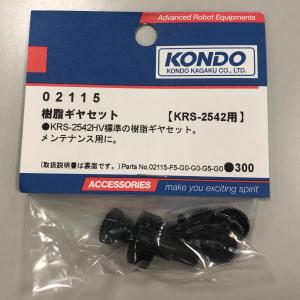 Advanced Robot Equipments
KONDO
KONDO KAGAKU CO., LTD.
02115
樹脂ギヤセット 【KRS-2542用】
●KRS-2542HV標準の樹脂ギヤセット。
メンテナンス用に。
(取扱説明書は裏面です。) Parts No.02115-F5-G0-G0-G5-G0 ●300
ACCESSORIES make you exciting spirit